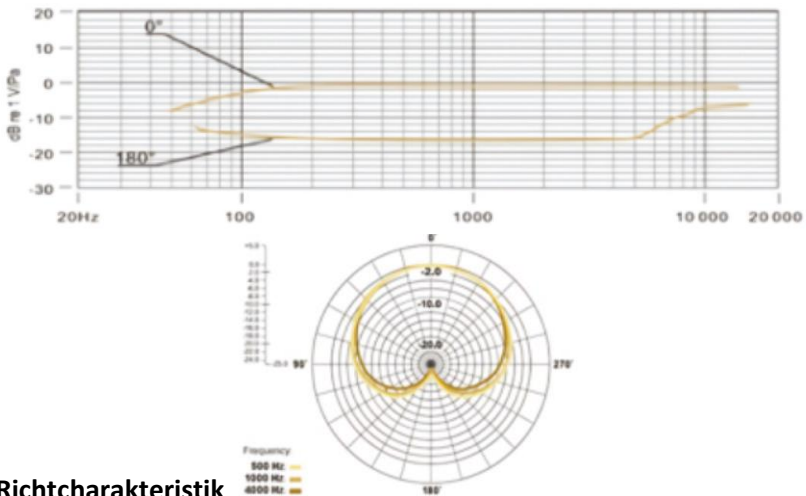 20
0°
10
0
dB re 1 V/Pa
-10
-20
180°
-30
20Hz 100 1000 10 000 20 000
0°
-2.0
-10.0
-20.0
90° 270°
Frequency
500 Hz
1000 Hz
4000 Hz
180°
Richtcharakteristik